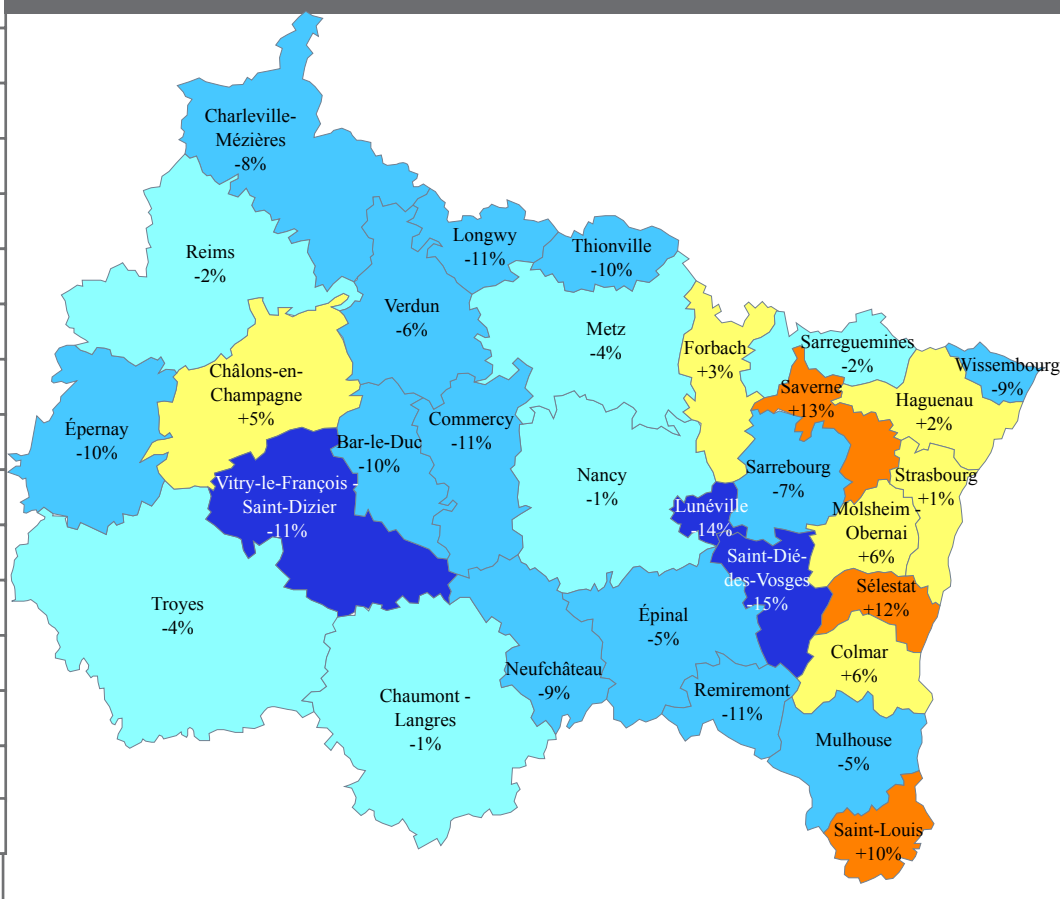 Charleville-
Mézières
-8%
Reims
-2%
Longwy
-11%
Thionville
-10%
Verdun
-6%
Metz
-4%
Forbach
+3%
Sarreguemines
-2%
Wissembourg
-9%
Saverne
+13%
Haguenau
+2%
Châlons-en-
Champagne
+5%
Épernay
-10%
Bar-le-Duc
-10%
Commercy
-11%
Vitry-le-François -
Saint-Dizier
-11%
Nancy
-1%
Sarrebourg
-7%
Strasbourg
+1%
Lunéville
-14%
Molsheim -
Obernai
+6%
Saint-Dié-
des-Vosges
-15%
Sélestat
+12%
Troyes
-4%
Épinal
-5%
Colmar
+6%
Neufchâteau
-9%
Remiremont
-11%
Chaumont -
Langres
-1%
Mulhouse
-5%
Saint-Louis
+10%